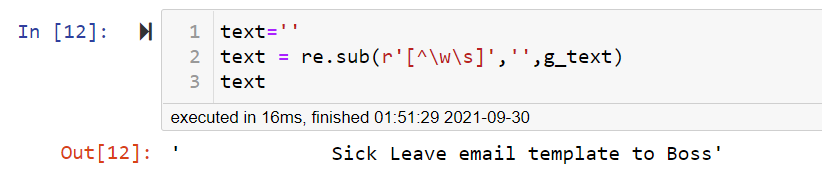 In [12]:
1 text=''
2 text = re.sub(r'[^\w\s]','',g_text)
3 text
executed in 16ms, finished 01:51:29 2021-09-30
Out[12]: '             Sick Leave email template to Boss'